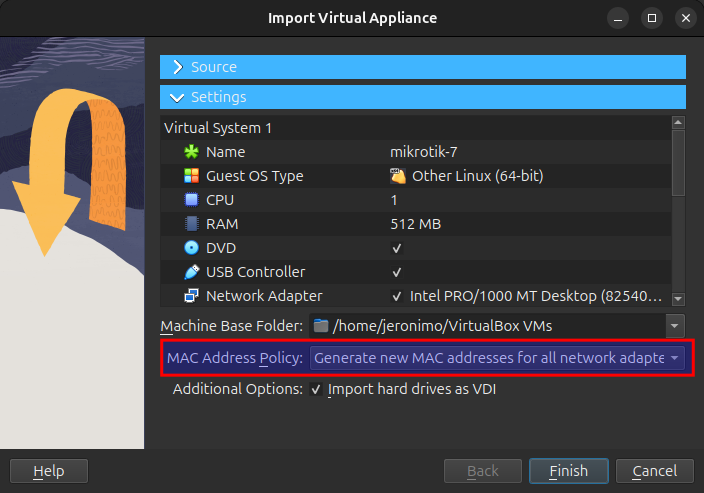 Import Virtual Appliance
Source
Settings
Virtual System 1
Name mikrotik-7
Guest OS Type Other Linux (64-bit)
CPU 1
RAM 512 MB
DVD
USB Controller
Network Adapter Intel PRO/1000 MT Desktop (82540...
Machine Base Folder: /home/jeronimo/VirtualBox VMs
MAC Address Policy: Generate new MAC addresses for all network adapte
Additional Options: Import hard drives as VDI
Help Back Finish Cancel